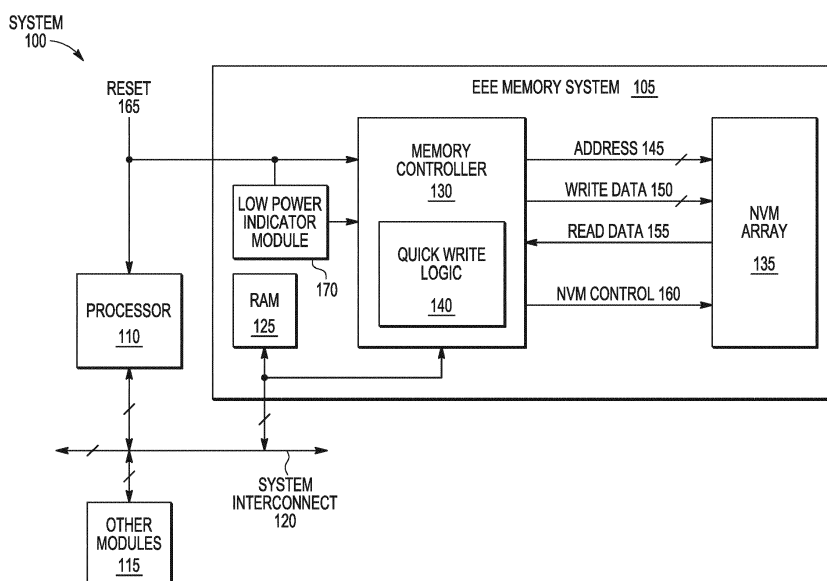 SYSTEM
100
RESET
165
EEE MEMORY SYSTEM 105
MEMORY
CONTROLLER
130
LOW POWER
INDICATOR
MODULE
170
QUICK WRITE
LOGIC
140
ADDRESS 145
WRITE DATA 150
READ DATA 155
NVM CONTROL 160
NVM
ARRAY
135
PROCESSOR
110
RAM
125
SYSTEM
INTERCONNECT
120
OTHER
MODULES
115